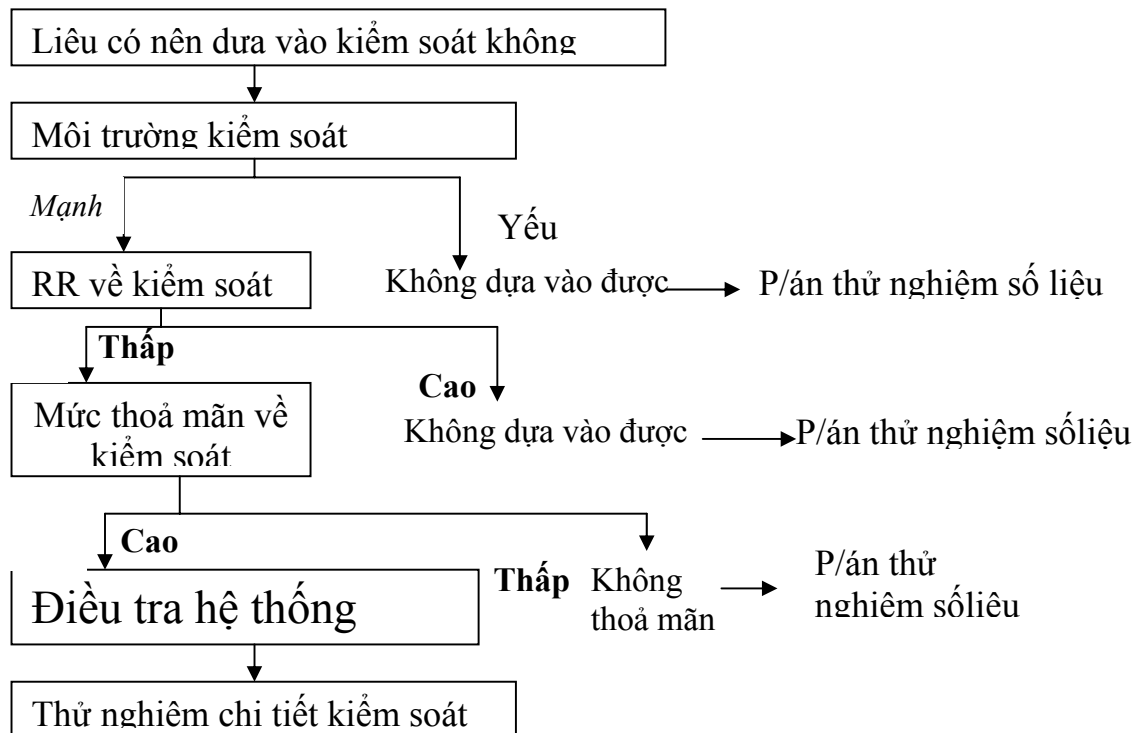 Liêu có nên dưa vào kiểm soát không
Môi trường kiểm soát
Mạnh
Yếu
RR về kiểm soát
Không dựa vào được
P/án thử nghiệm số liệu
Thấp
Cao
Mức thoả mãn về
kiểm soát
Không dựa vào được
P/án thử nghiệm sốliệu
Cao
Điều tra hệ thống
Thấp
Không
thoả mãn
P/án thử
nghiêm sốliêu
Thử nghiêm chi tiết kiểm soát